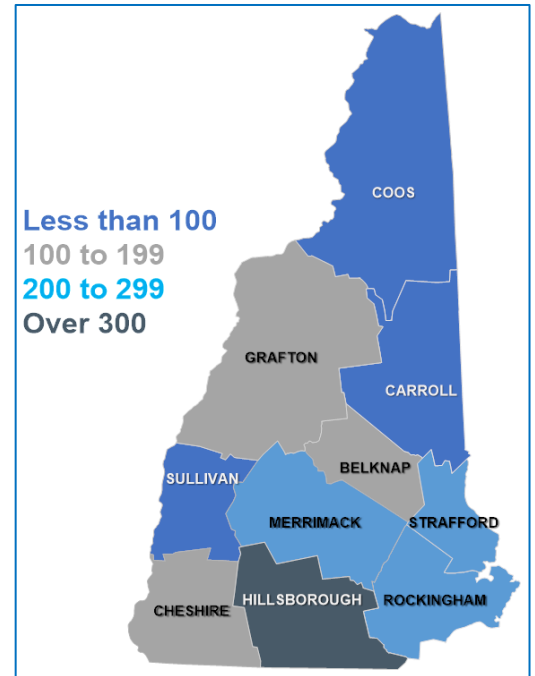 COOS
Less than 100
100 to 199
200 to 299
Over 300
GRAFTON
CARROLL
BELKNAP
SULLIVAN
MERRIMACK
STRAFFORD
HILLSBOROUGH
ROCKINGHAM
CHESHIRE